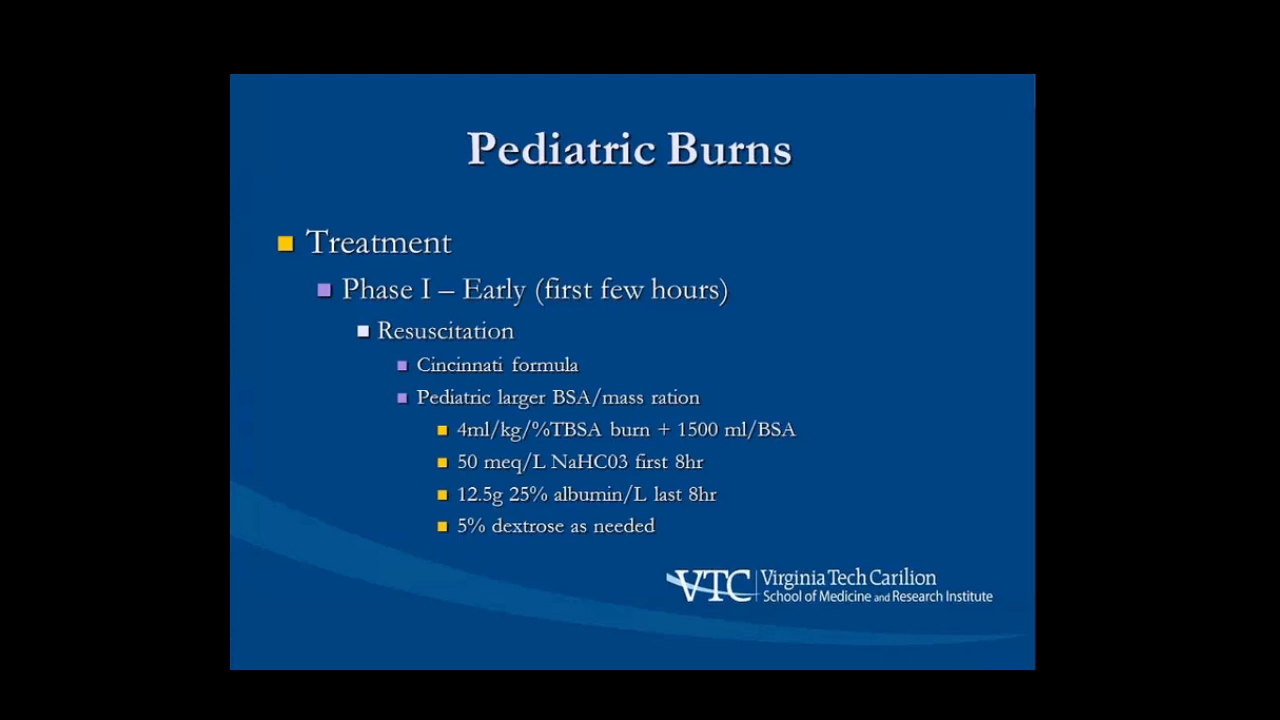 Pediatric Burns
Treatment
Phase I – Early (first few hours)
Resuscitation
Cincinnati formula
Pediatric larger BSA/mass ration
4ml/kg/%TBSA burn + 1500 ml/BSA
50 meq/L NaHC03 first 8hr
12.5g 25% albumin/L last 8hr
5% dextrose as needed
VTC Virginia Tech Carilion
School of Medicine and Research Institute